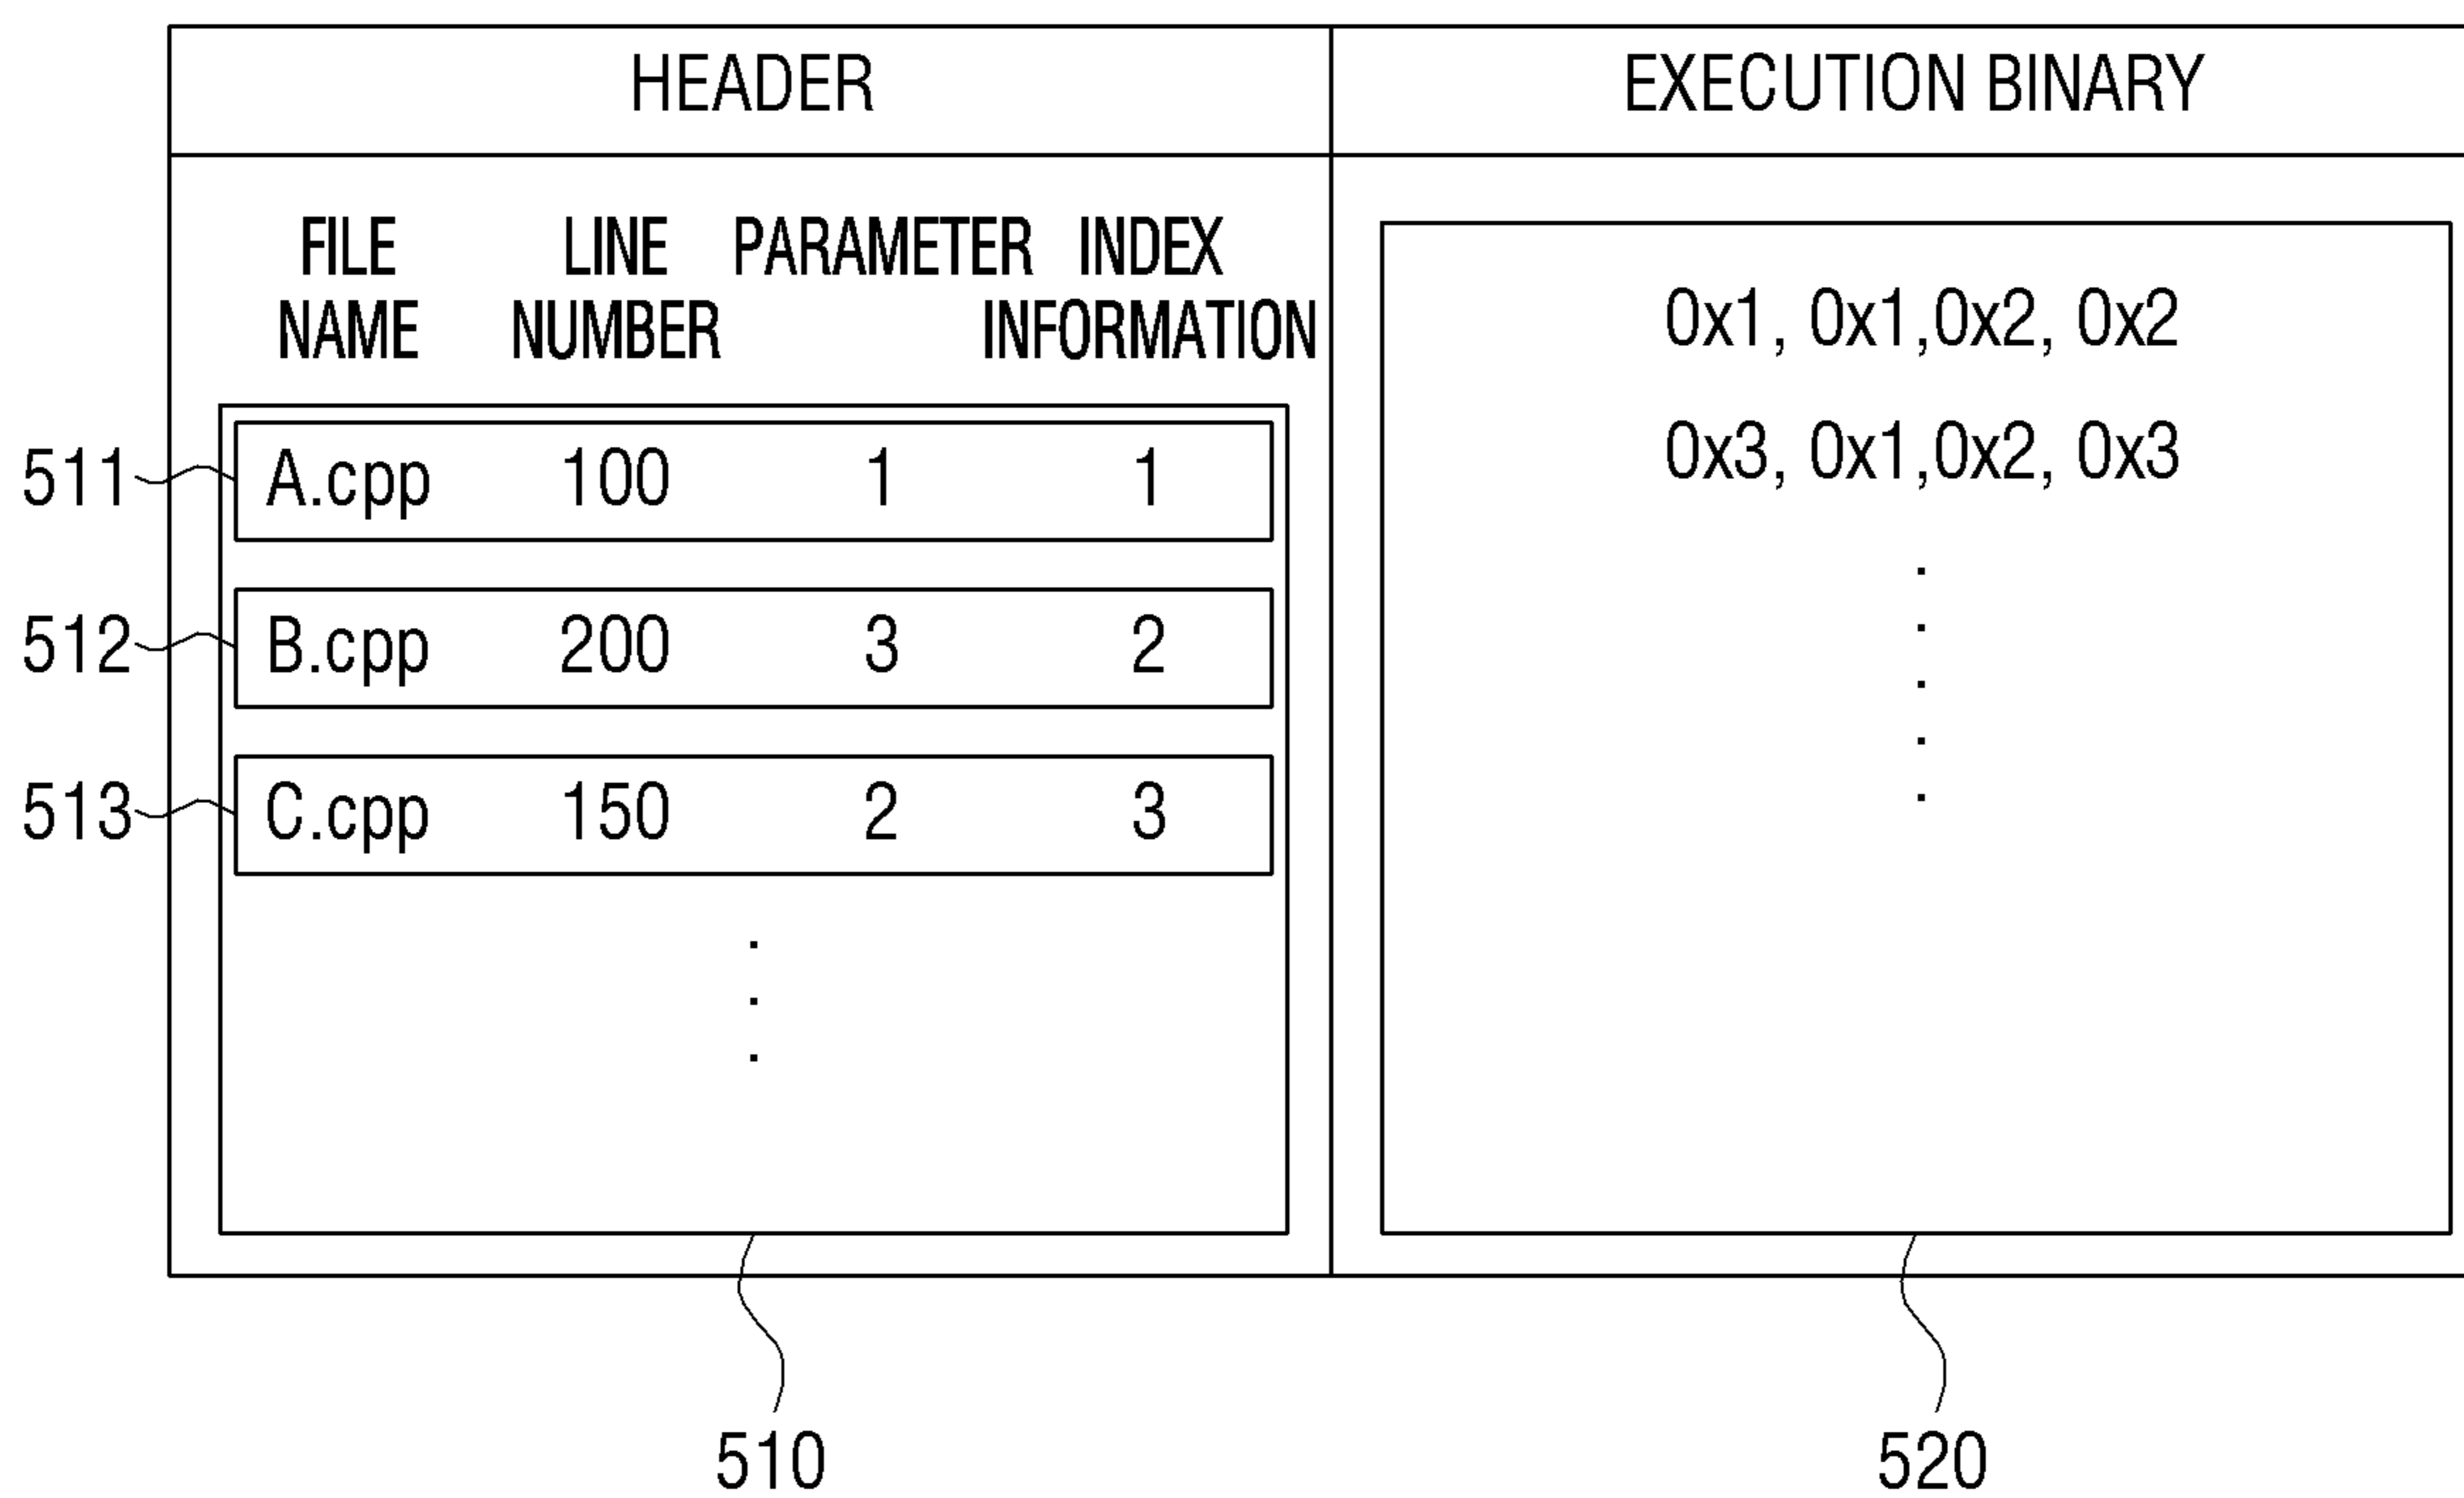 HEADER EXECUTION BINARY
FILE LINE PARAMETER INDEX
NAME NUMBER INFORMATION
0x1, 0x1,0x2, 0x2
0x3, 0x1,0x2, 0x3
511 A.cpp 100 1 1
512 B.cpp 200 3 2
513 C.cpp 150 2 3
510 520